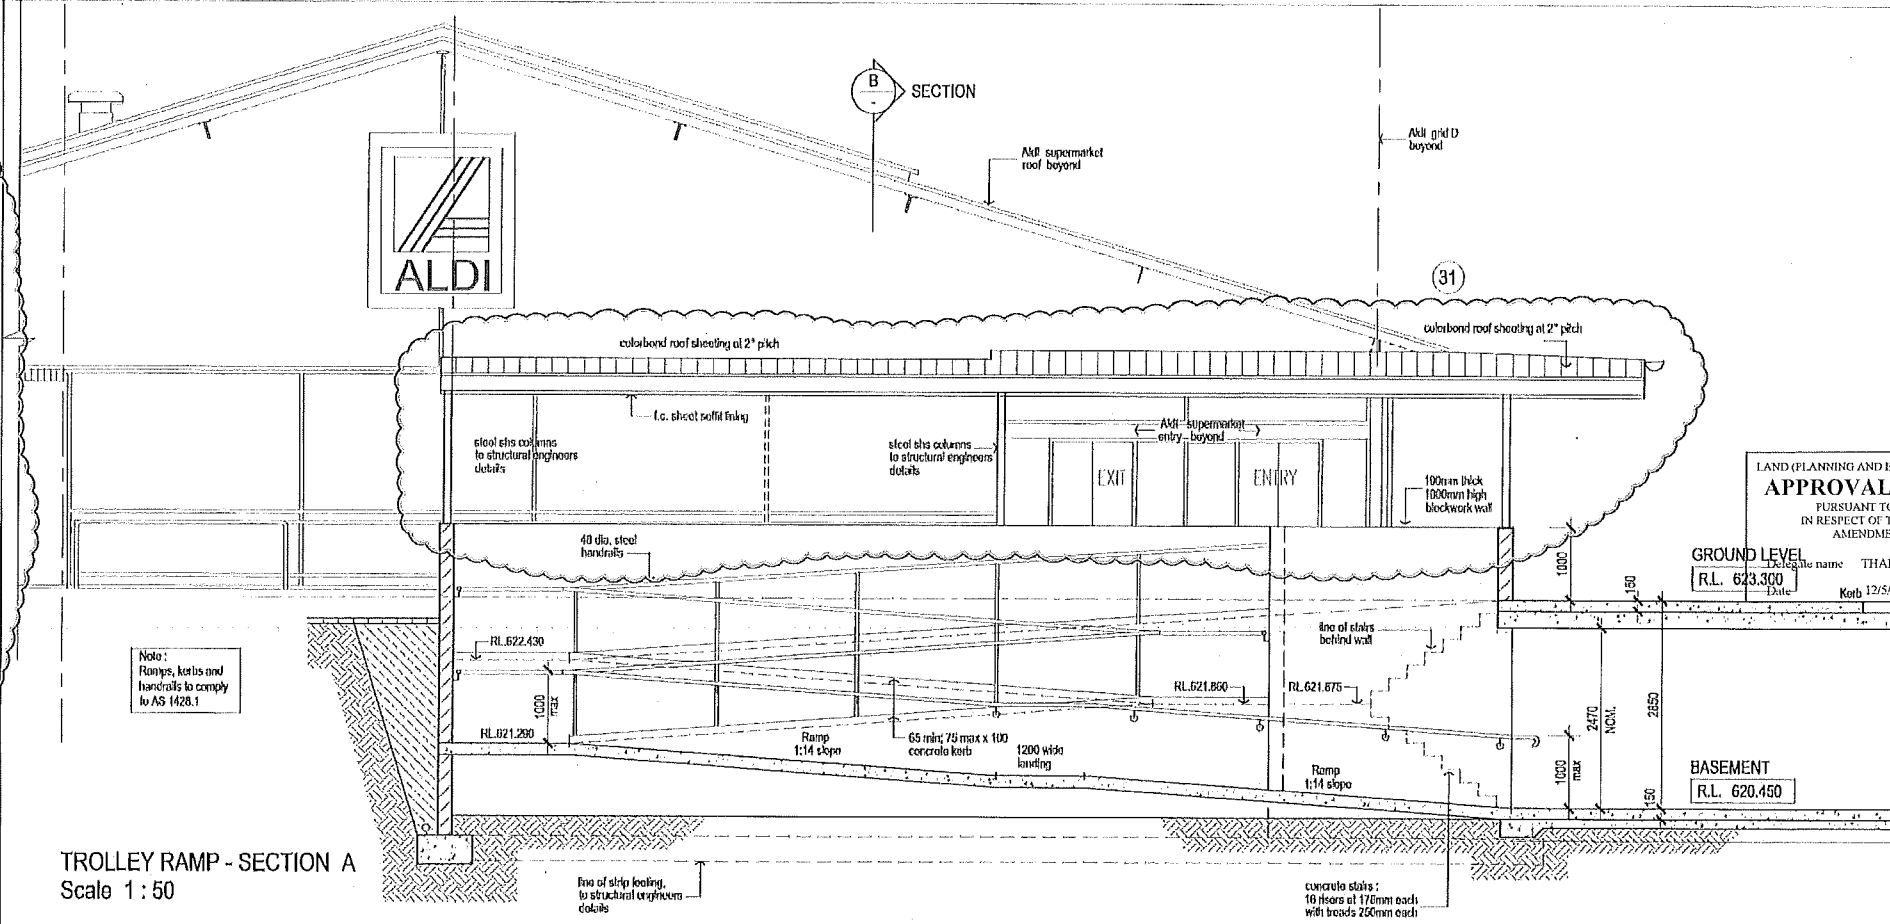 B
-
SECTION
Aldi grid D
beyond
Aldi supermarket
roof beyond
ALDI
31
colorbond roof sheeting at 2° pitch
colorbond roof sheeting at 2° pitch
f.c. sheet soffit lining
steel shs columns
to structural engineers
details
steel shs columns
to structural engineers
details
Aldi supermarket
entry beyond
EXIT
ENTRY
100mm thick
1000mm high
blockwork wall
LAND (PLANNING AND
APPROVAL
PURSUANT TO
IN RESPECT OF
AMENDME
Delegate name THA
Date 12/5/
GROUND LEVEL
R.L. 623.300
Kerb
1000
150
40 dia. steel
handrails
line of stairs
behind wall
RL.622.430
Note :
Ramps, kerbs and
handrails to comply
to AS 1428.1
1000
max
RL.621.860
RL.621.875
RL.621.290
Ramp
1:14 slope
65 min; 75 max x 100
concrete kerb
1200 wide
landing
Ramp
1:14 slope
2470
NOM.
2850
1000
max
150
BASEMENT
R.L. 620.450
TROLLEY RAMP - SECTION A
Scale 1 : 50
line of strip footing,
to structural engineers
details
concrete stairs :
16 risers at 178mm each
with treads 250mm each